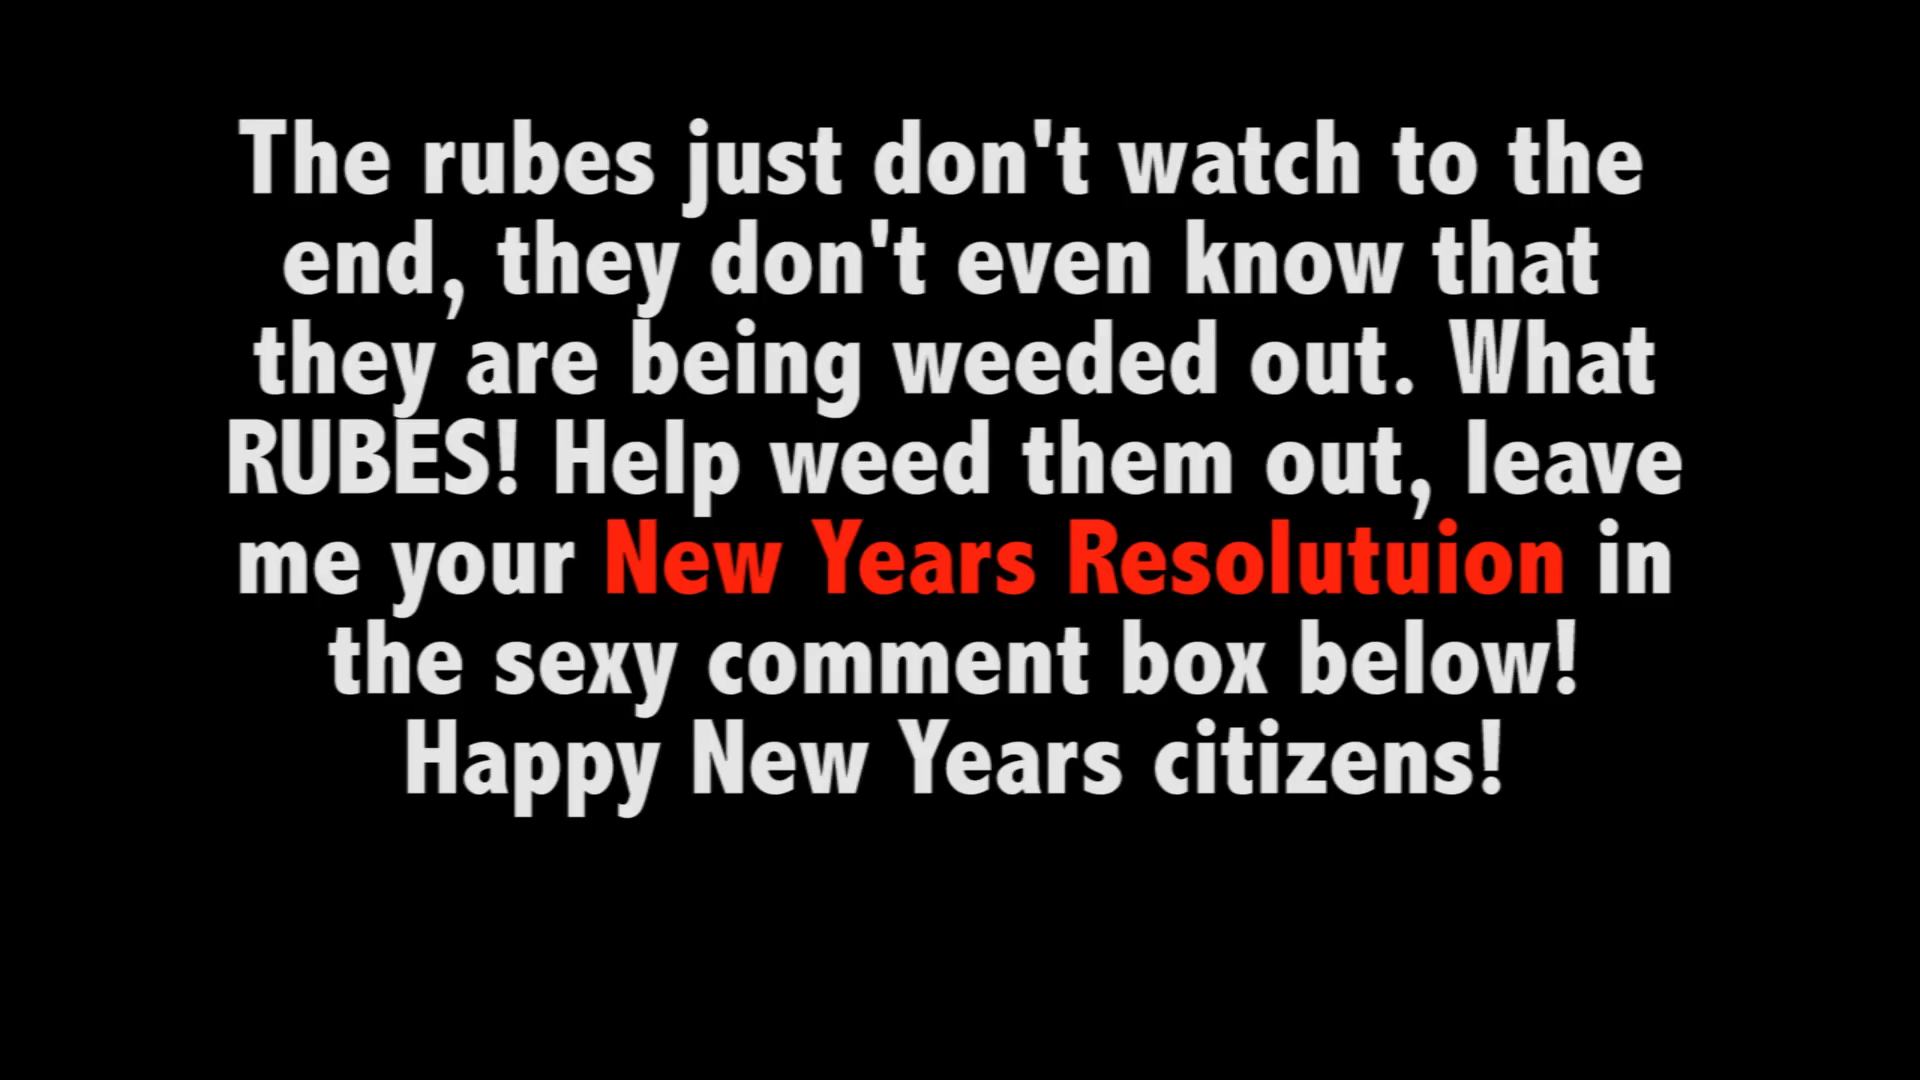 The rubes just don't watch to the
end, they don't even know that
they are being weeded out. What
RUBES! Help weed them out, leave
me your New Years Resolutuion in
the sexy comment box below!
Happy New Years citizens!